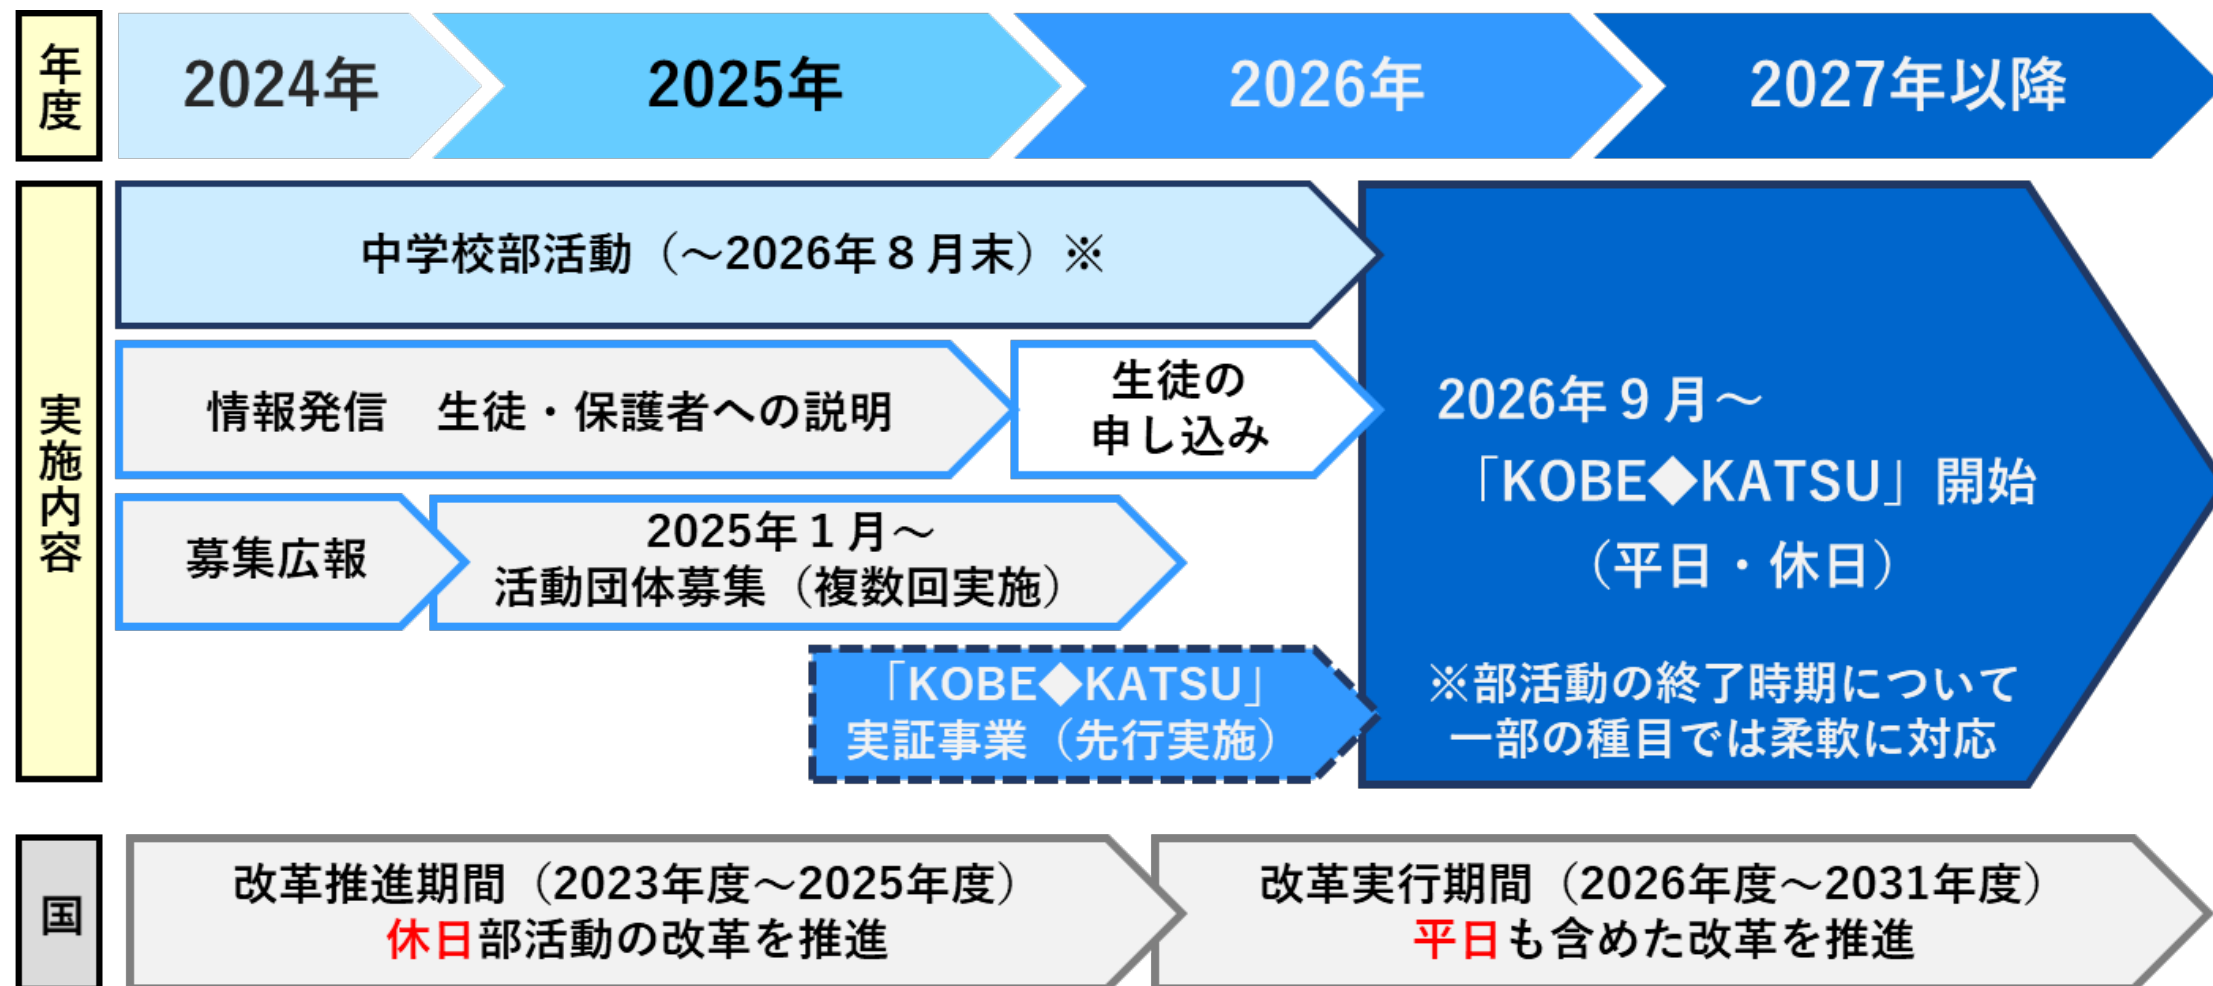 年度
2024年
2025年
2026年
2027年以降
実施内容
中学校部活動（～2026年８月末）※
情報発信　生徒・保護者への説明
生徒の
申し込み
募集広報
2025年１月～
活動団体募集（複数回実施）
「KOBE◆KATSU」
実証事業（先行実施）
2026年９月～
「KOBE◆KATSU」開始
（平日・休日）
※部活動の終了時期について
一部の種目では柔軟に対応
国
改革推進期間（2023年度～2025年度）
休日部活動の改革を推進
改革実行期間（2026年度～2031年度）
平日も含めた改革を推進